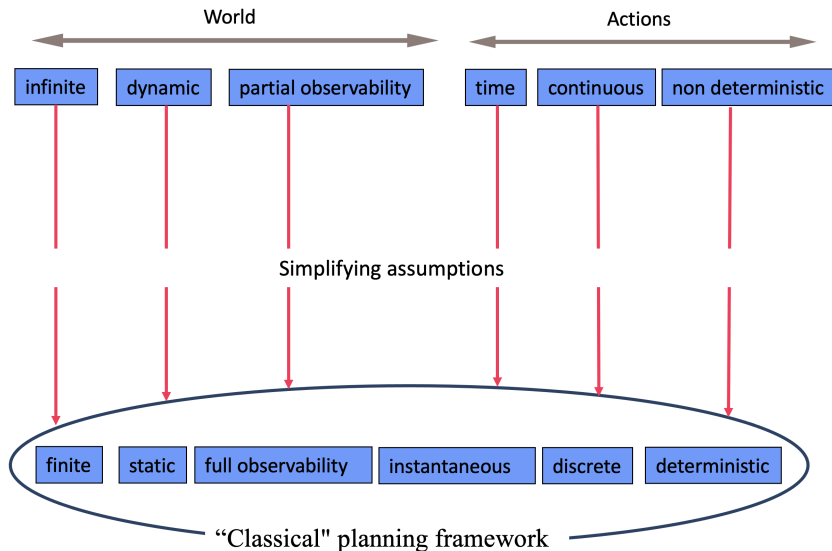 World
Actions
infinite
dynamic
partial observability
time
continuous
non deterministic
Simplifying assumptions
finite
static
full observability
instantaneous
discrete
deterministic
“Classical" planning framework